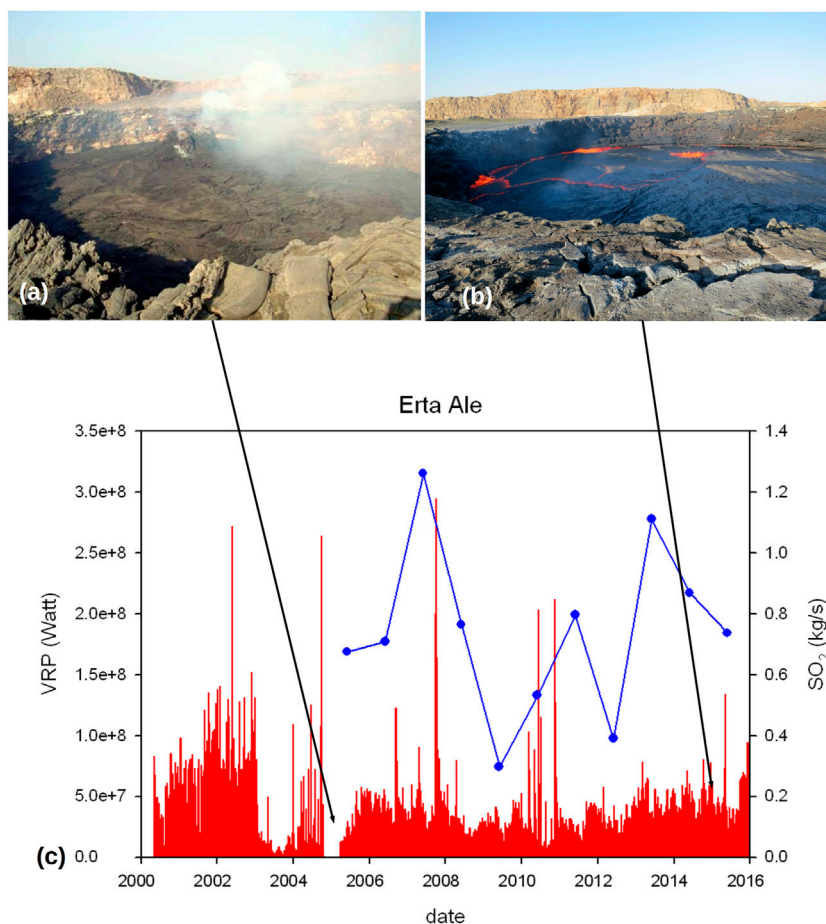 (a)
(b)
Erta Ale
3.5e+8
3.0e+8
2.5e+8
2.0e+8
1.5e+8
1.0e+8
5.0e+7
0.0
VRP (Watt)
1.4
1.2
1.0
0.8
0.6
0.4
0.2
0.0
SO₂ (kg/s)
(c)
2000 2002 2004 2006 2008 2010 2012 2014 2016
date